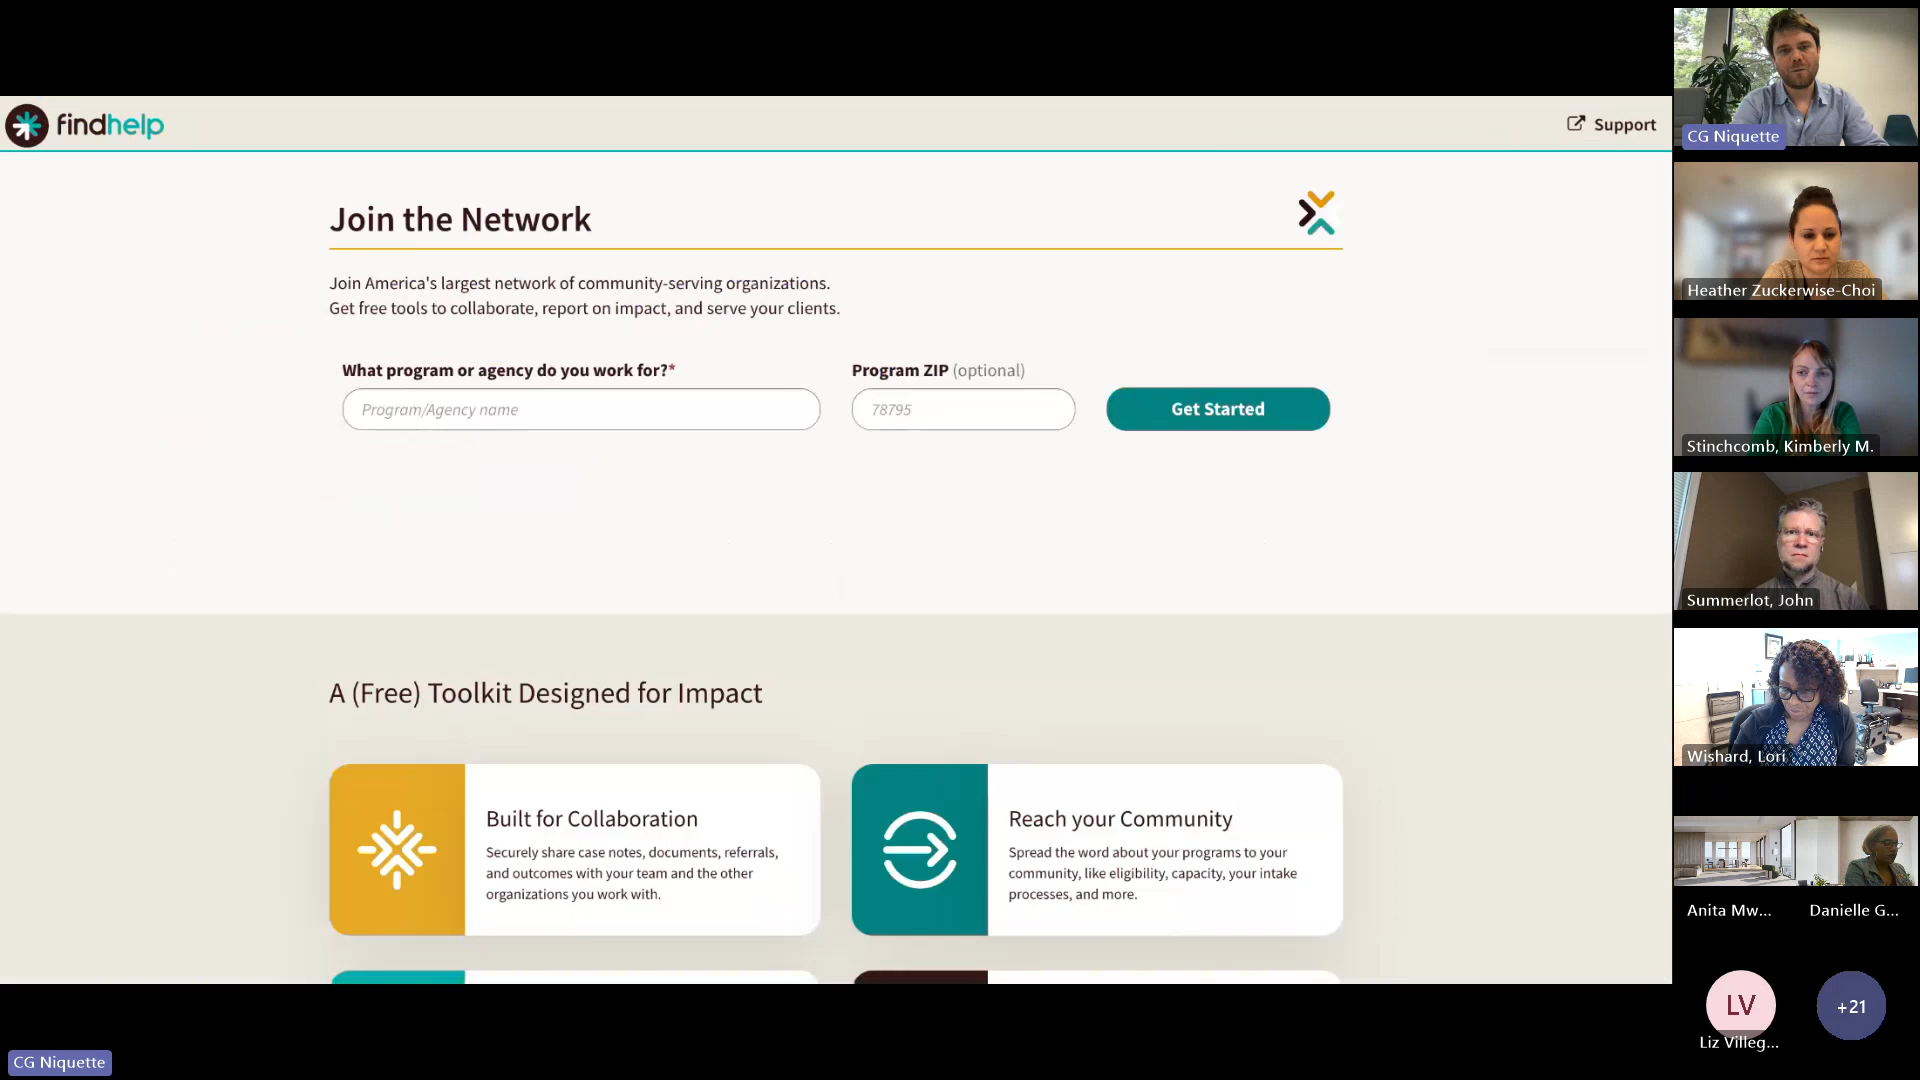 findhelp
Support
Join the Network
Join America's largest network of community-serving organizations.
Get free tools to collaborate, report on impact, and serve your clients.
What program or agency do you work for?*
Program/Agency name
Program ZIP (optional)
78795
Get Started
A (Free) Toolkit Designed for Impact
Built for Collaboration
Securely share case notes, documents, referrals,
and outcomes with your team and the other
organizations you work with.
Reach your Community
Spread the word about your programs to your
community, like eligibility, capacity, your intake
processes, and more.
CG Niquette
Heather Zuckerwise-Choi
Stinchcomb, Kimberly M.
Summerlot, John
Wishard, Lori
Anita Mw...
Danielle G...
LV
Liz Villeg...
+21
CG Niquette